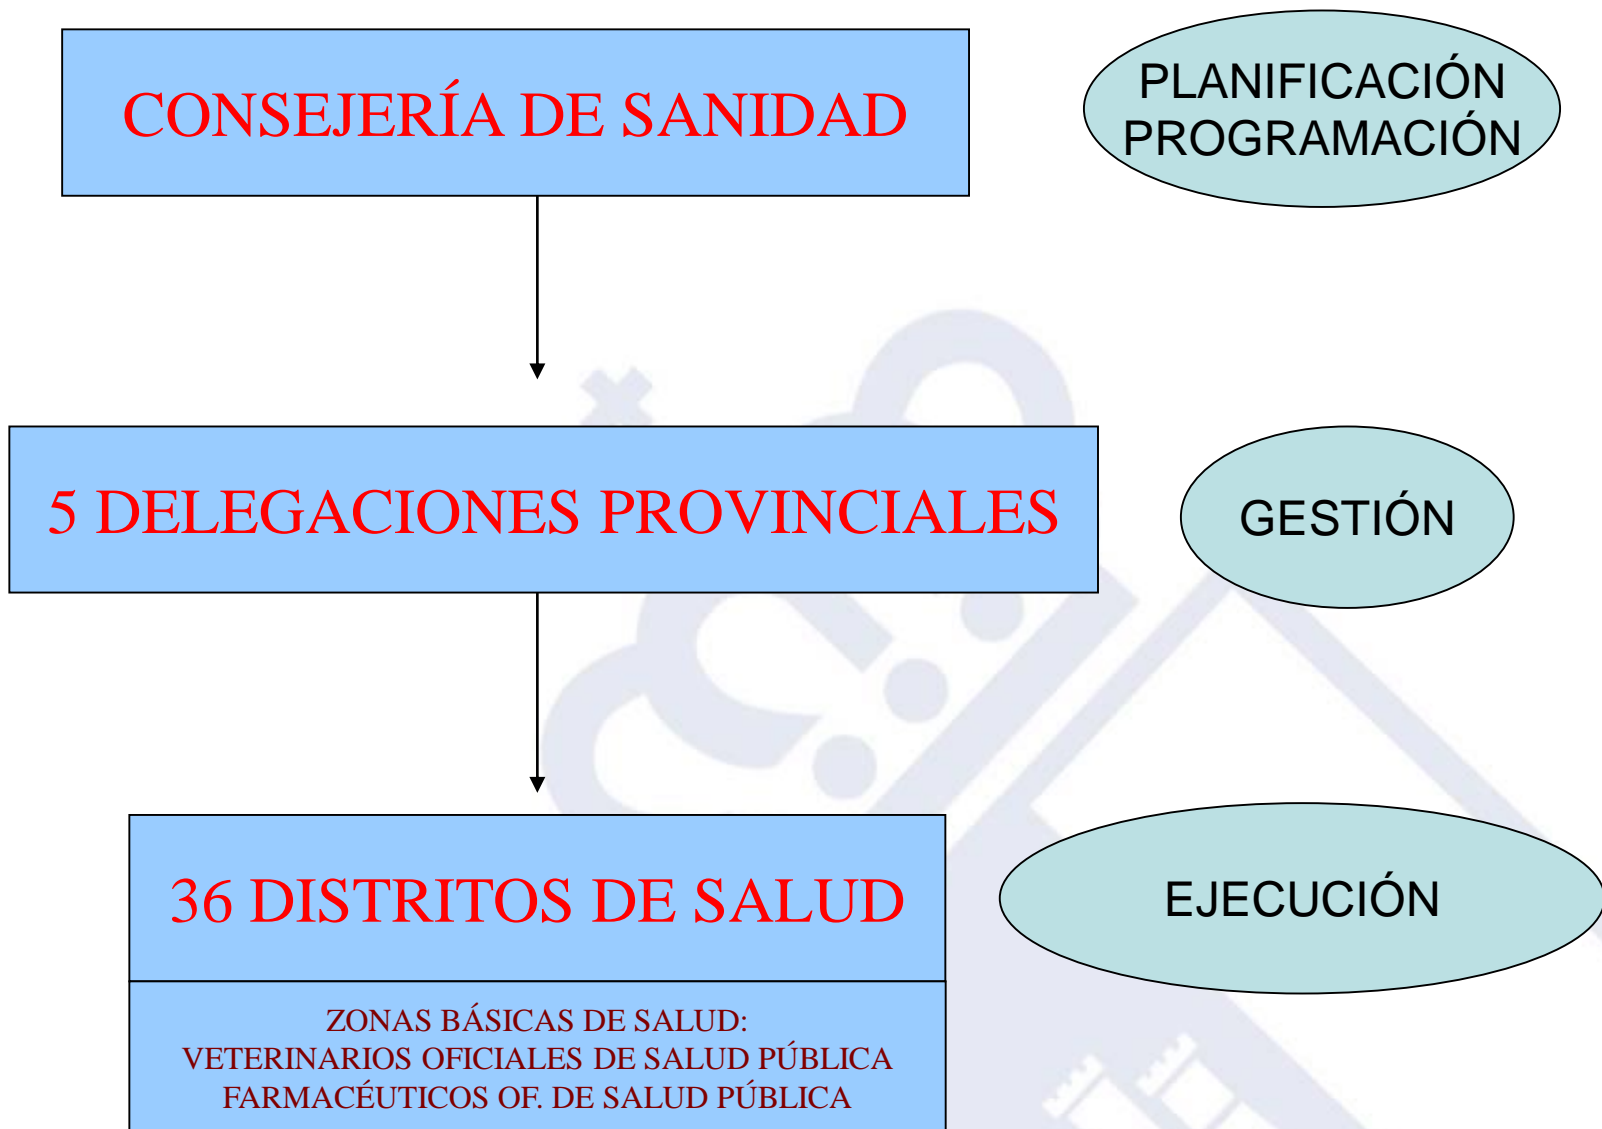 CONSEJERÍA DE SANIDAD
PLANIFICACIÓN
PROGRAMACIÓN
5 DELEGACIONES PROVINCIALES
GESTIÓN
36 DISTRITOS DE SALUD
EJECUCIÓN
ZONAS BÁSICAS DE SALUD:
VETERINARIOS OFICIALES DE SALUD PÚBLICA
FARMACÉUTICOS OF. DE SALUD PÚBLICA